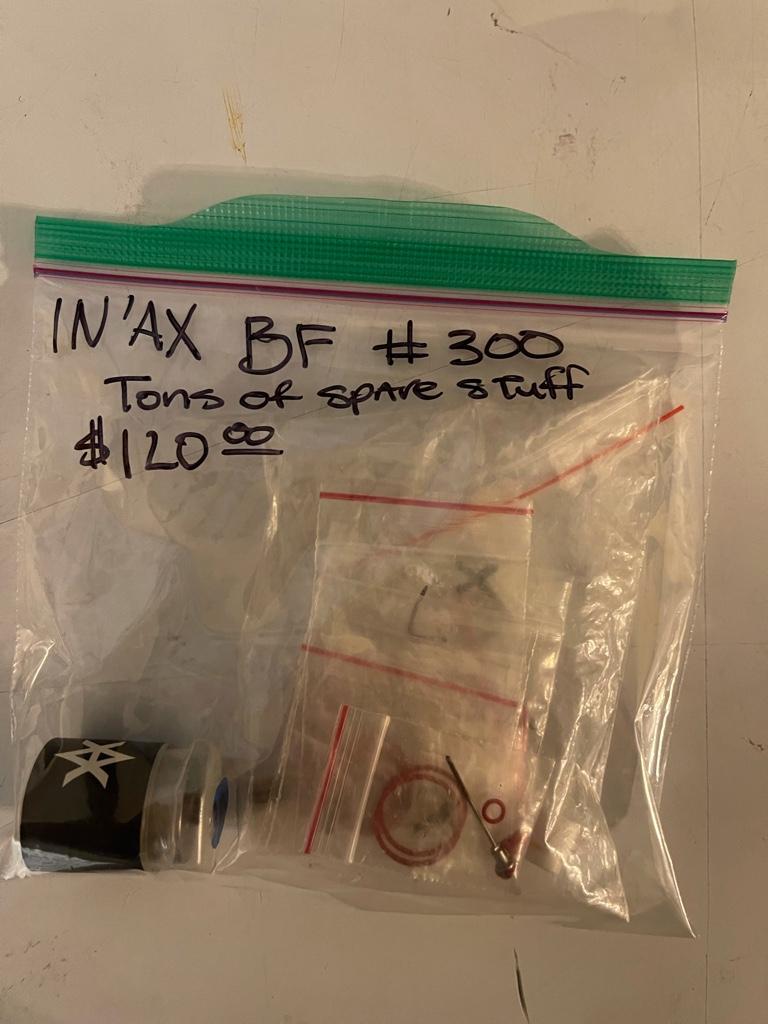 IN'AX BF #300
Tons of spare stuff
$120.00